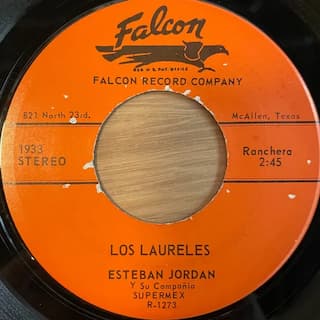 Falcon
REG U.S. PAT. OFFICE
FALCON RECORD COMPANY
821 North 23rd.
McAllen, Texas
1933
STEREO
Ranchera
2:45
LOS LAURELES
ESTEBAN JORDAN
Y Su Compañia
SUPERMEX
R-1273